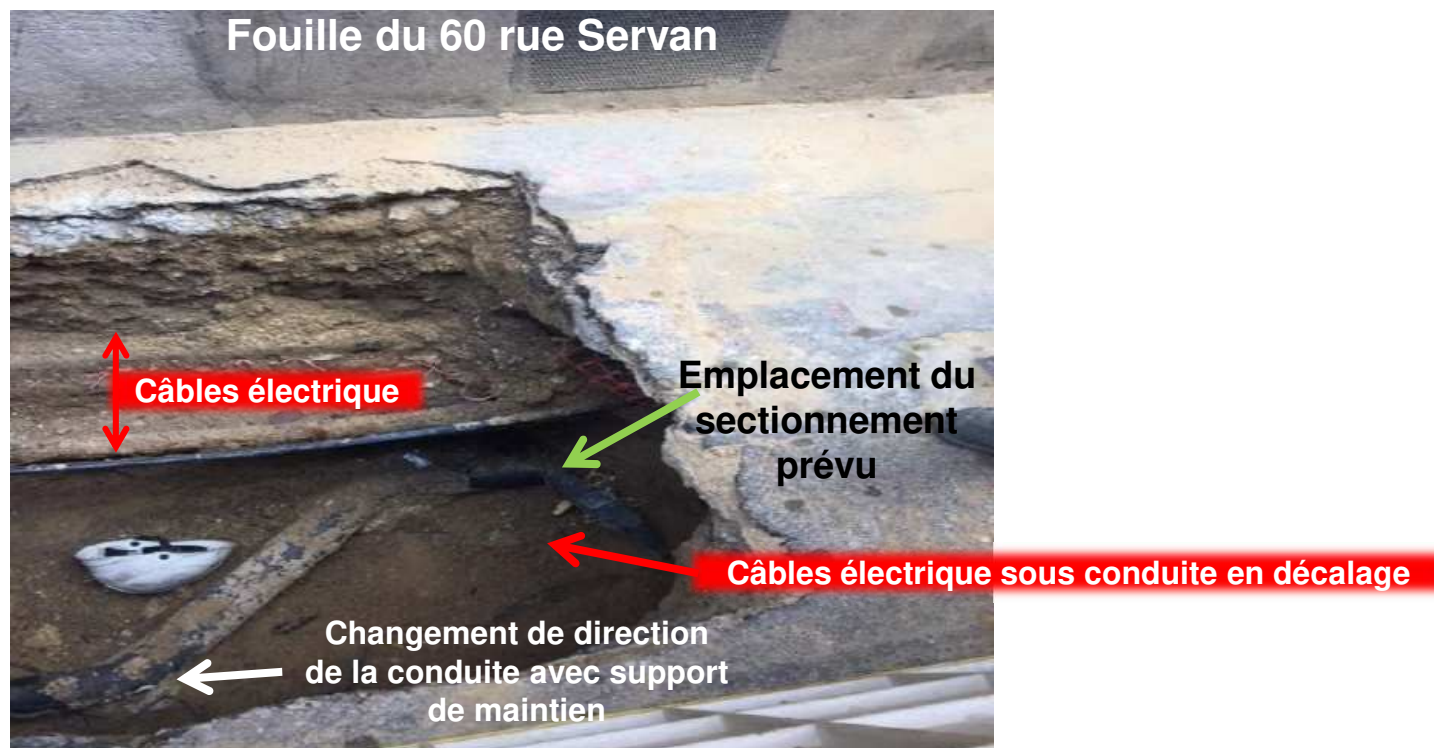 Fouille du 60 rue Servan
Câbles électrique
Emplacement du
sectionnement
prévu
Câbles électrique sous conduite en décalage
Changement de direction
de la conduite avec support
de maintien